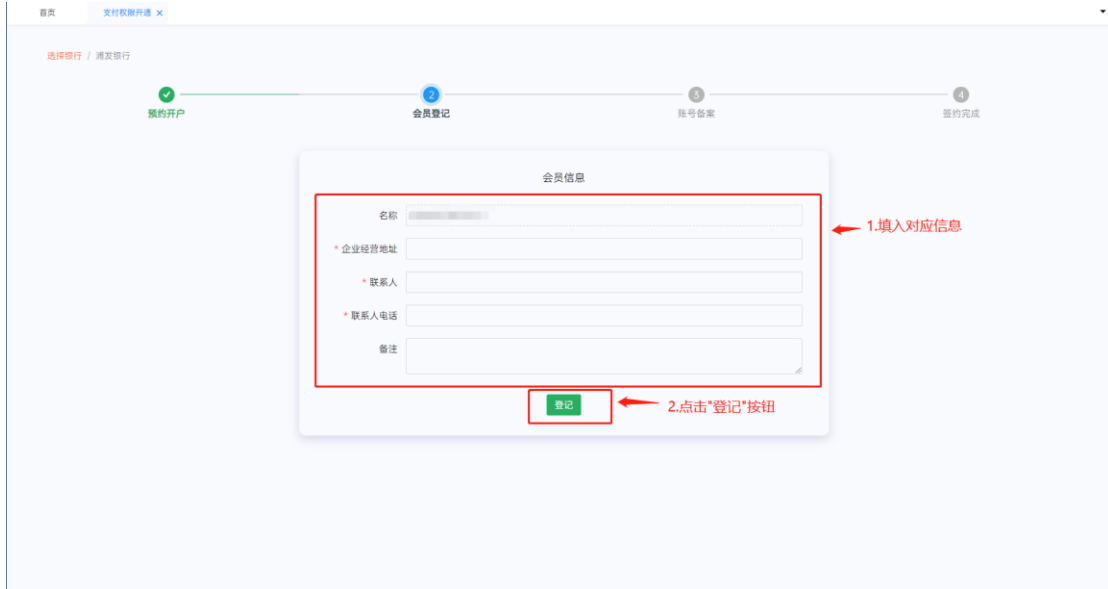 首页 支付权限开通 ×
选择银行 / 浦发银行
2 3 4
预约开户 会员登记 账号备案 签约完成
会员信息
名称
* 企业经营地址
* 联系人
* 联系人电话
备注
登记
1.填入对应信息
2.点击"登记"按钮